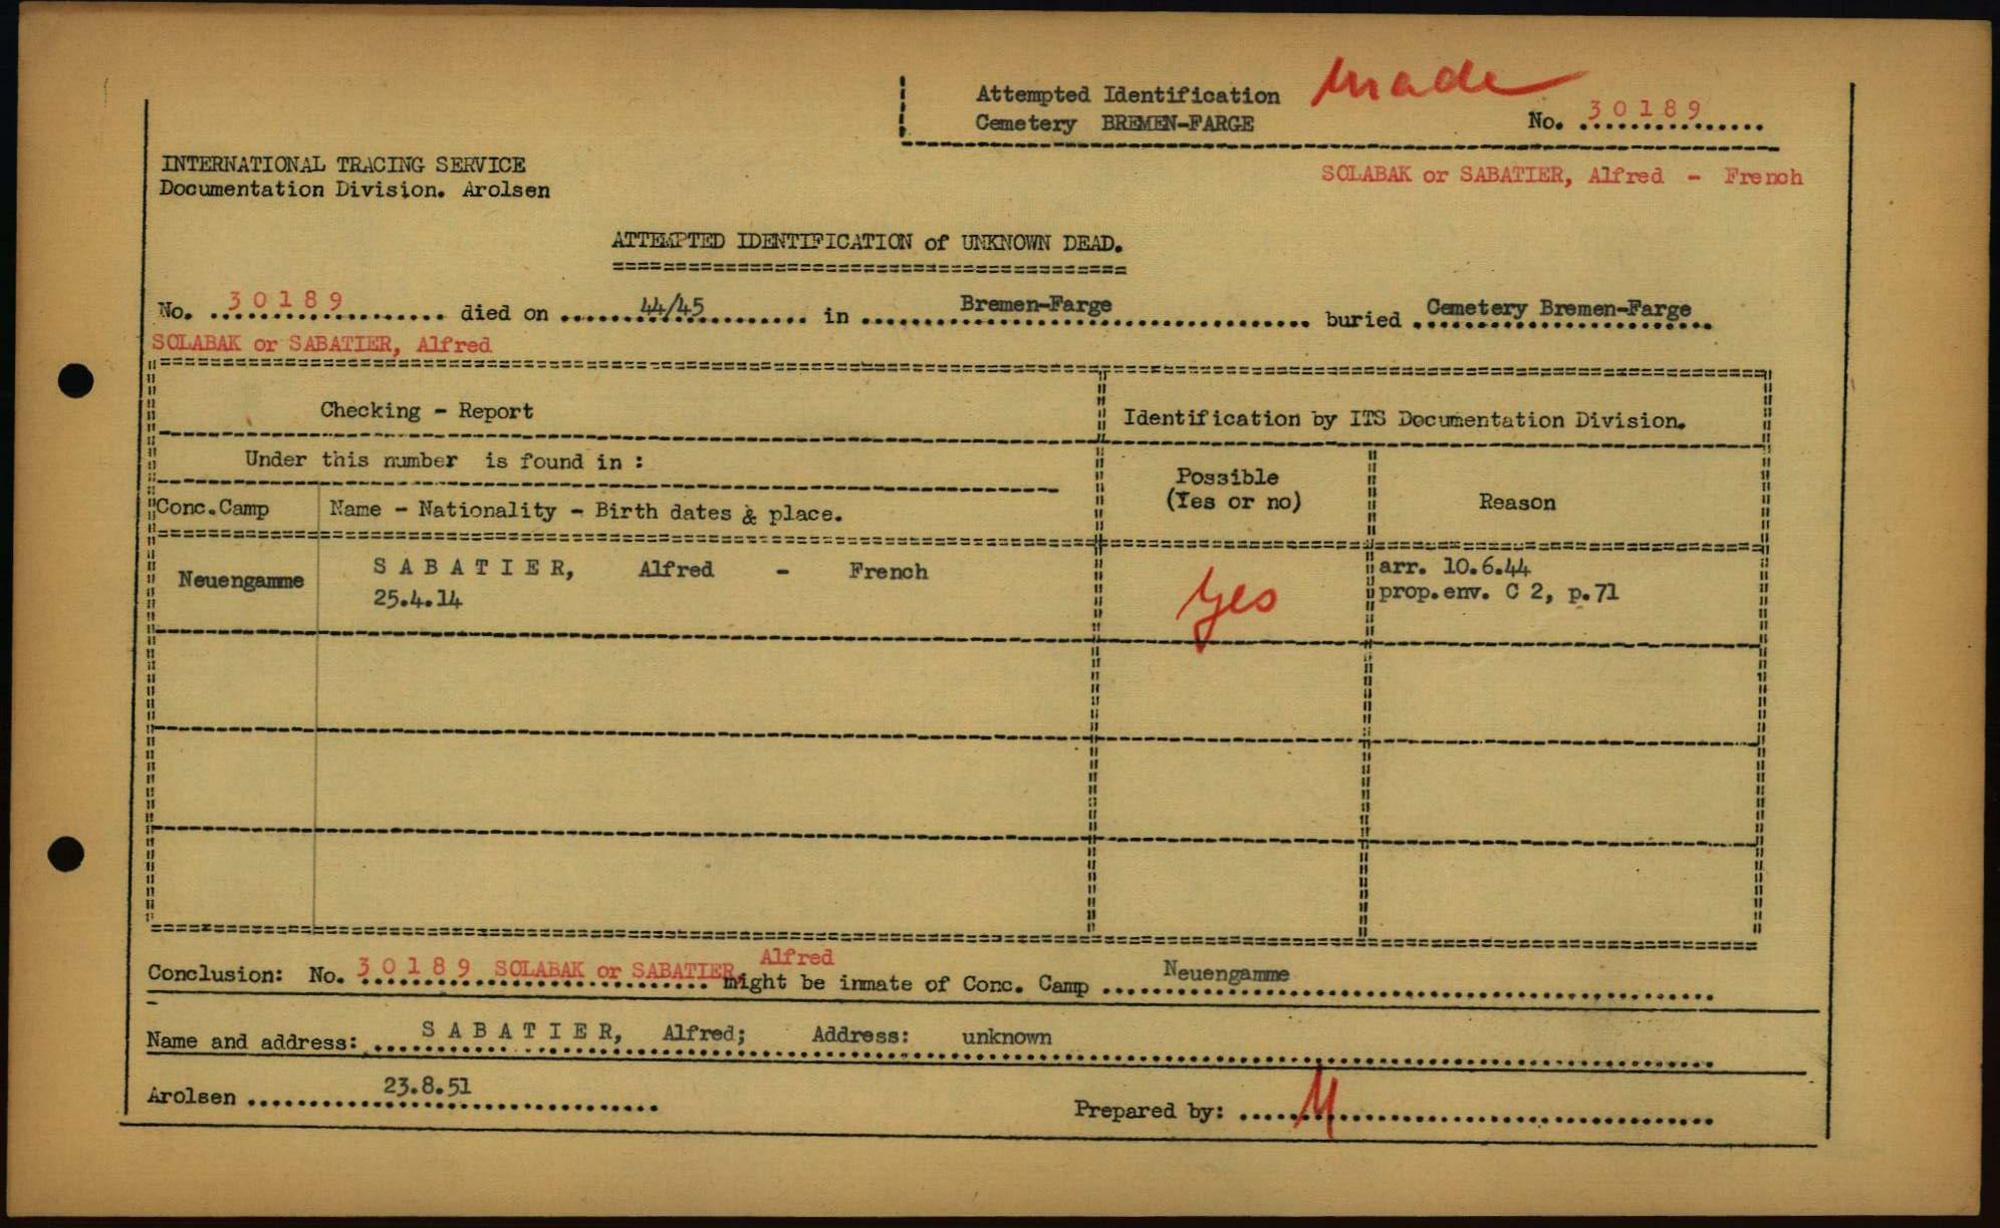 Attempted Identification made
Cemetery BREMEN-FARGE No. 30189
SOLABAK or SABATIER, Alfred - French
INTERNATIONAL TRACING SERVICE
Documentation Division. Arolsen
ATTEMPTED IDENTIFICATION of UNKNOWN DEAD.
No. 30189 died on 44/45 in Bremen-Farge buried Cemetery Bremen-Farge
SOLABAK or SABATIER, Alfred
Checking - Report
Identification by ITS Documentation Division.
Under this number is found in :
Possible
(Yes or no)
Reason
Conc.Camp Name - Nationality - Birth dates & place.
Neuengamme
SABATIER, Alfred - French
25.4.14
Yes
arr. 10.6.44
prop.env. C 2, p.71
Conclusion: No. 30189 SOLABAK or SABATIER, Alfred might be inmate of Conc. Camp Neuengamme
Name and address: SABATIER, Alfred; Address: unknown
Arolsen 23.8.51
Prepared by: